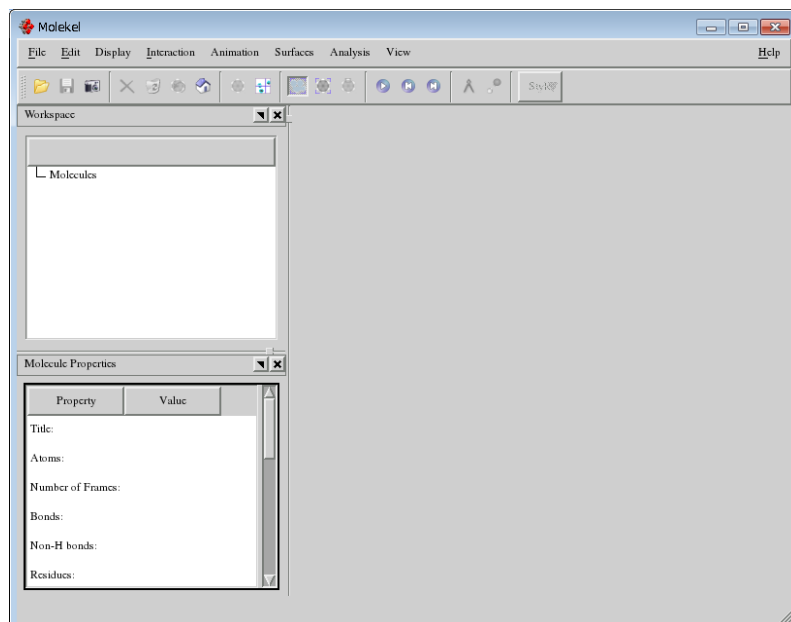 Molekel
File Edit Display Interaction Animation Surfaces Analysis View Help
Style
Workspace
Molecules
Molecule Properties
Property Value
Title:
Atoms:
Number of Frames:
Bonds:
Non-H bonds:
Residues: